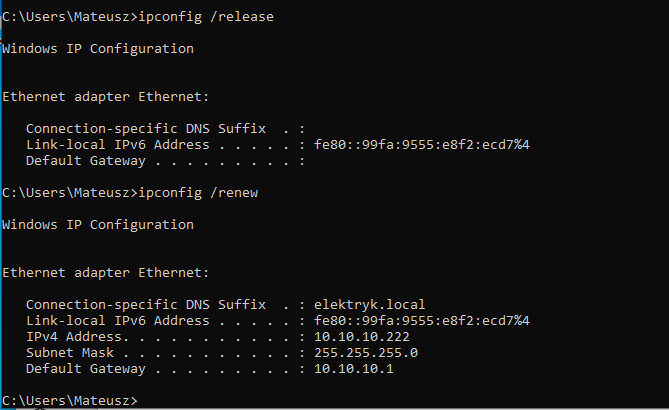 C:\Users\Mateusz>ipconfig /release
Windows IP Configuration
Ethernet adapter Ethernet:
Connection-specific DNS Suffix  . :
Link-local IPv6 Address . . . . . : fe80::99fa:9555:e8f2:ecd7%4
Default Gateway . . . . . . . . . :
C:\Users\Mateusz>ipconfig /renew
Windows IP Configuration
Ethernet adapter Ethernet:
Connection-specific DNS Suffix  . : elektryk.local
Link-local IPv6 Address . . . . . : fe80::99fa:9555:e8f2:ecd7%4
IPv4 Address. . . . . . . . . . . : 10.10.10.222
Subnet Mask . . . . . . . . . . . : 255.255.255.0
Default Gateway . . . . . . . . . : 10.10.10.1
C:\Users\Mateusz>